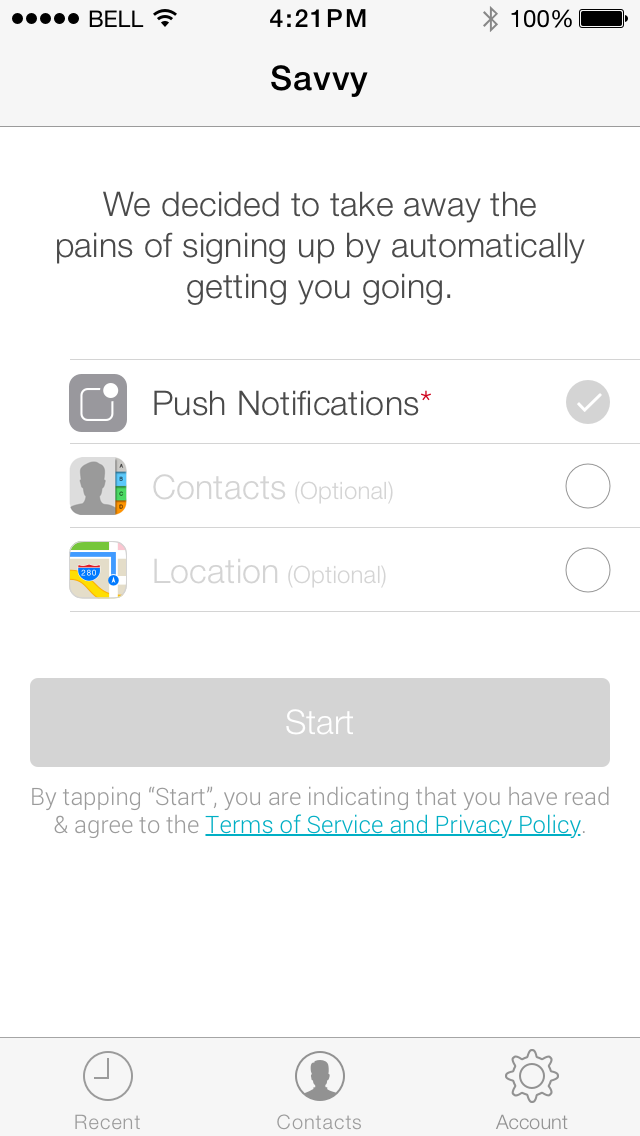 BELL 4:21PM 100%
Savvy
We decided to take away the
pains of signing up by automatically
getting you going.
Push Notifications*
A
B
C
D
Contacts (Optional)
280
Location (Optional)
Start
By tapping “Start”, you are indicating that you have read
& agree to the Terms of Service and Privacy Policy.
Recent Contacts Account